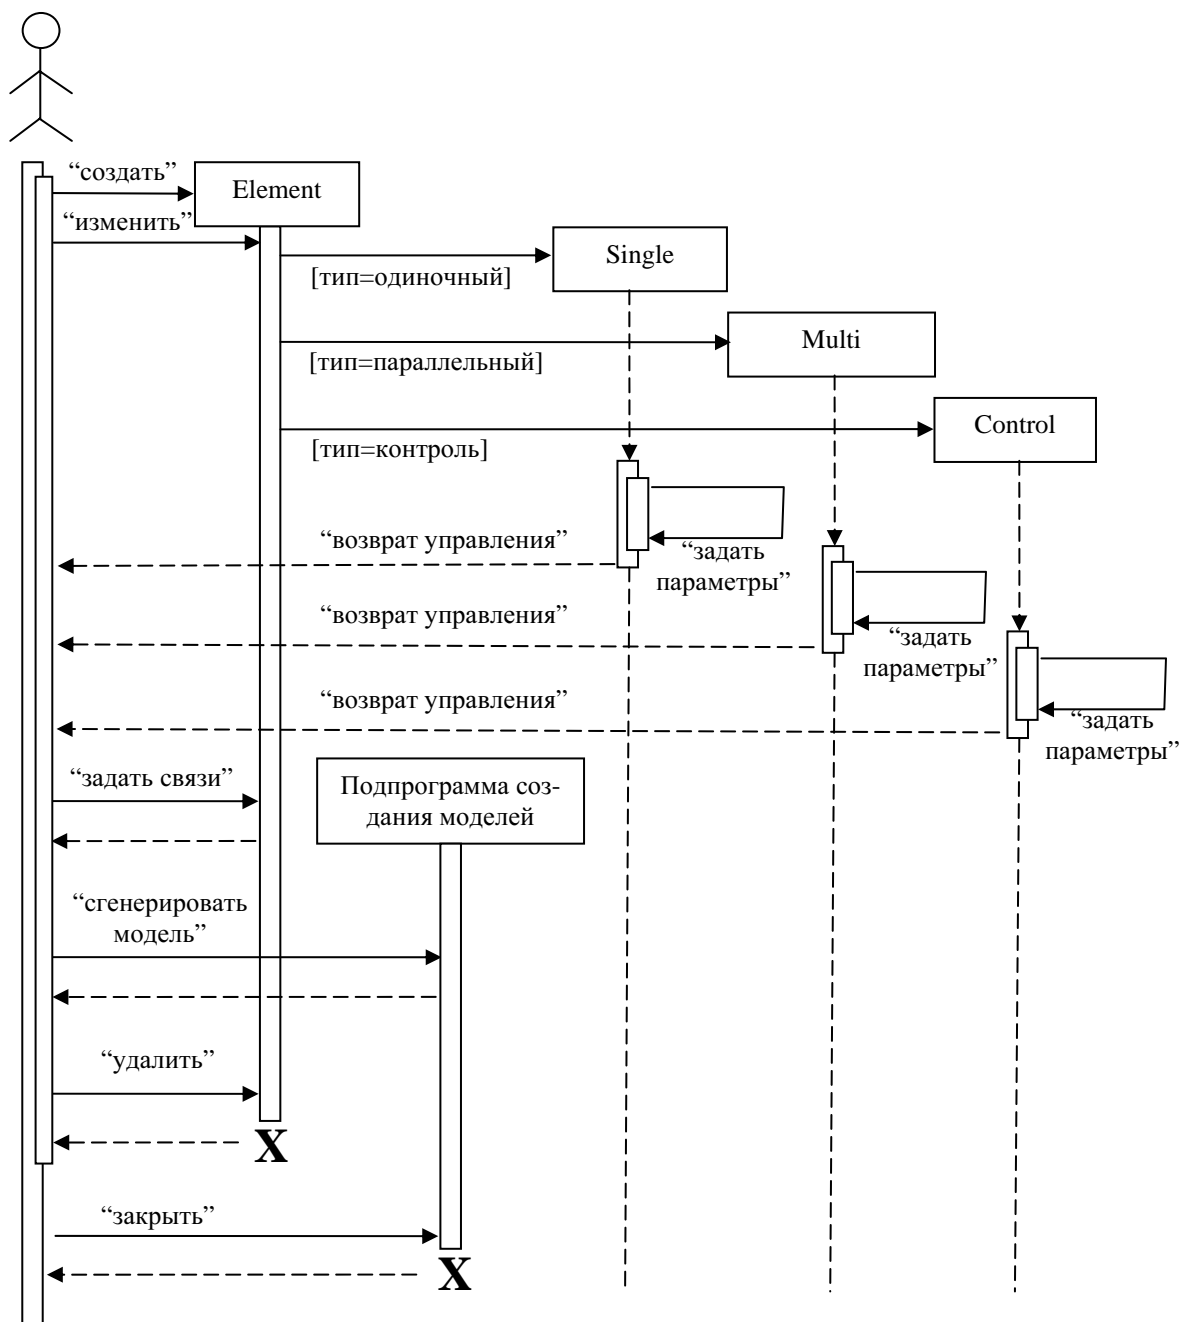 “создать”
Element
“изменить”
Single
[тип=одиночный]
Multi
[тип=параллельный]
Control
[тип=контроль]
“возврат управления”
“задать
параметры”
“возврат управления”
“задать
параметры”
“возврат управления”
“задать
параметры”
“задать связи”
Подпрограмма соз-
дания моделей
“сгенерировать
модель”
“удалить”
X
“закрыть”
X